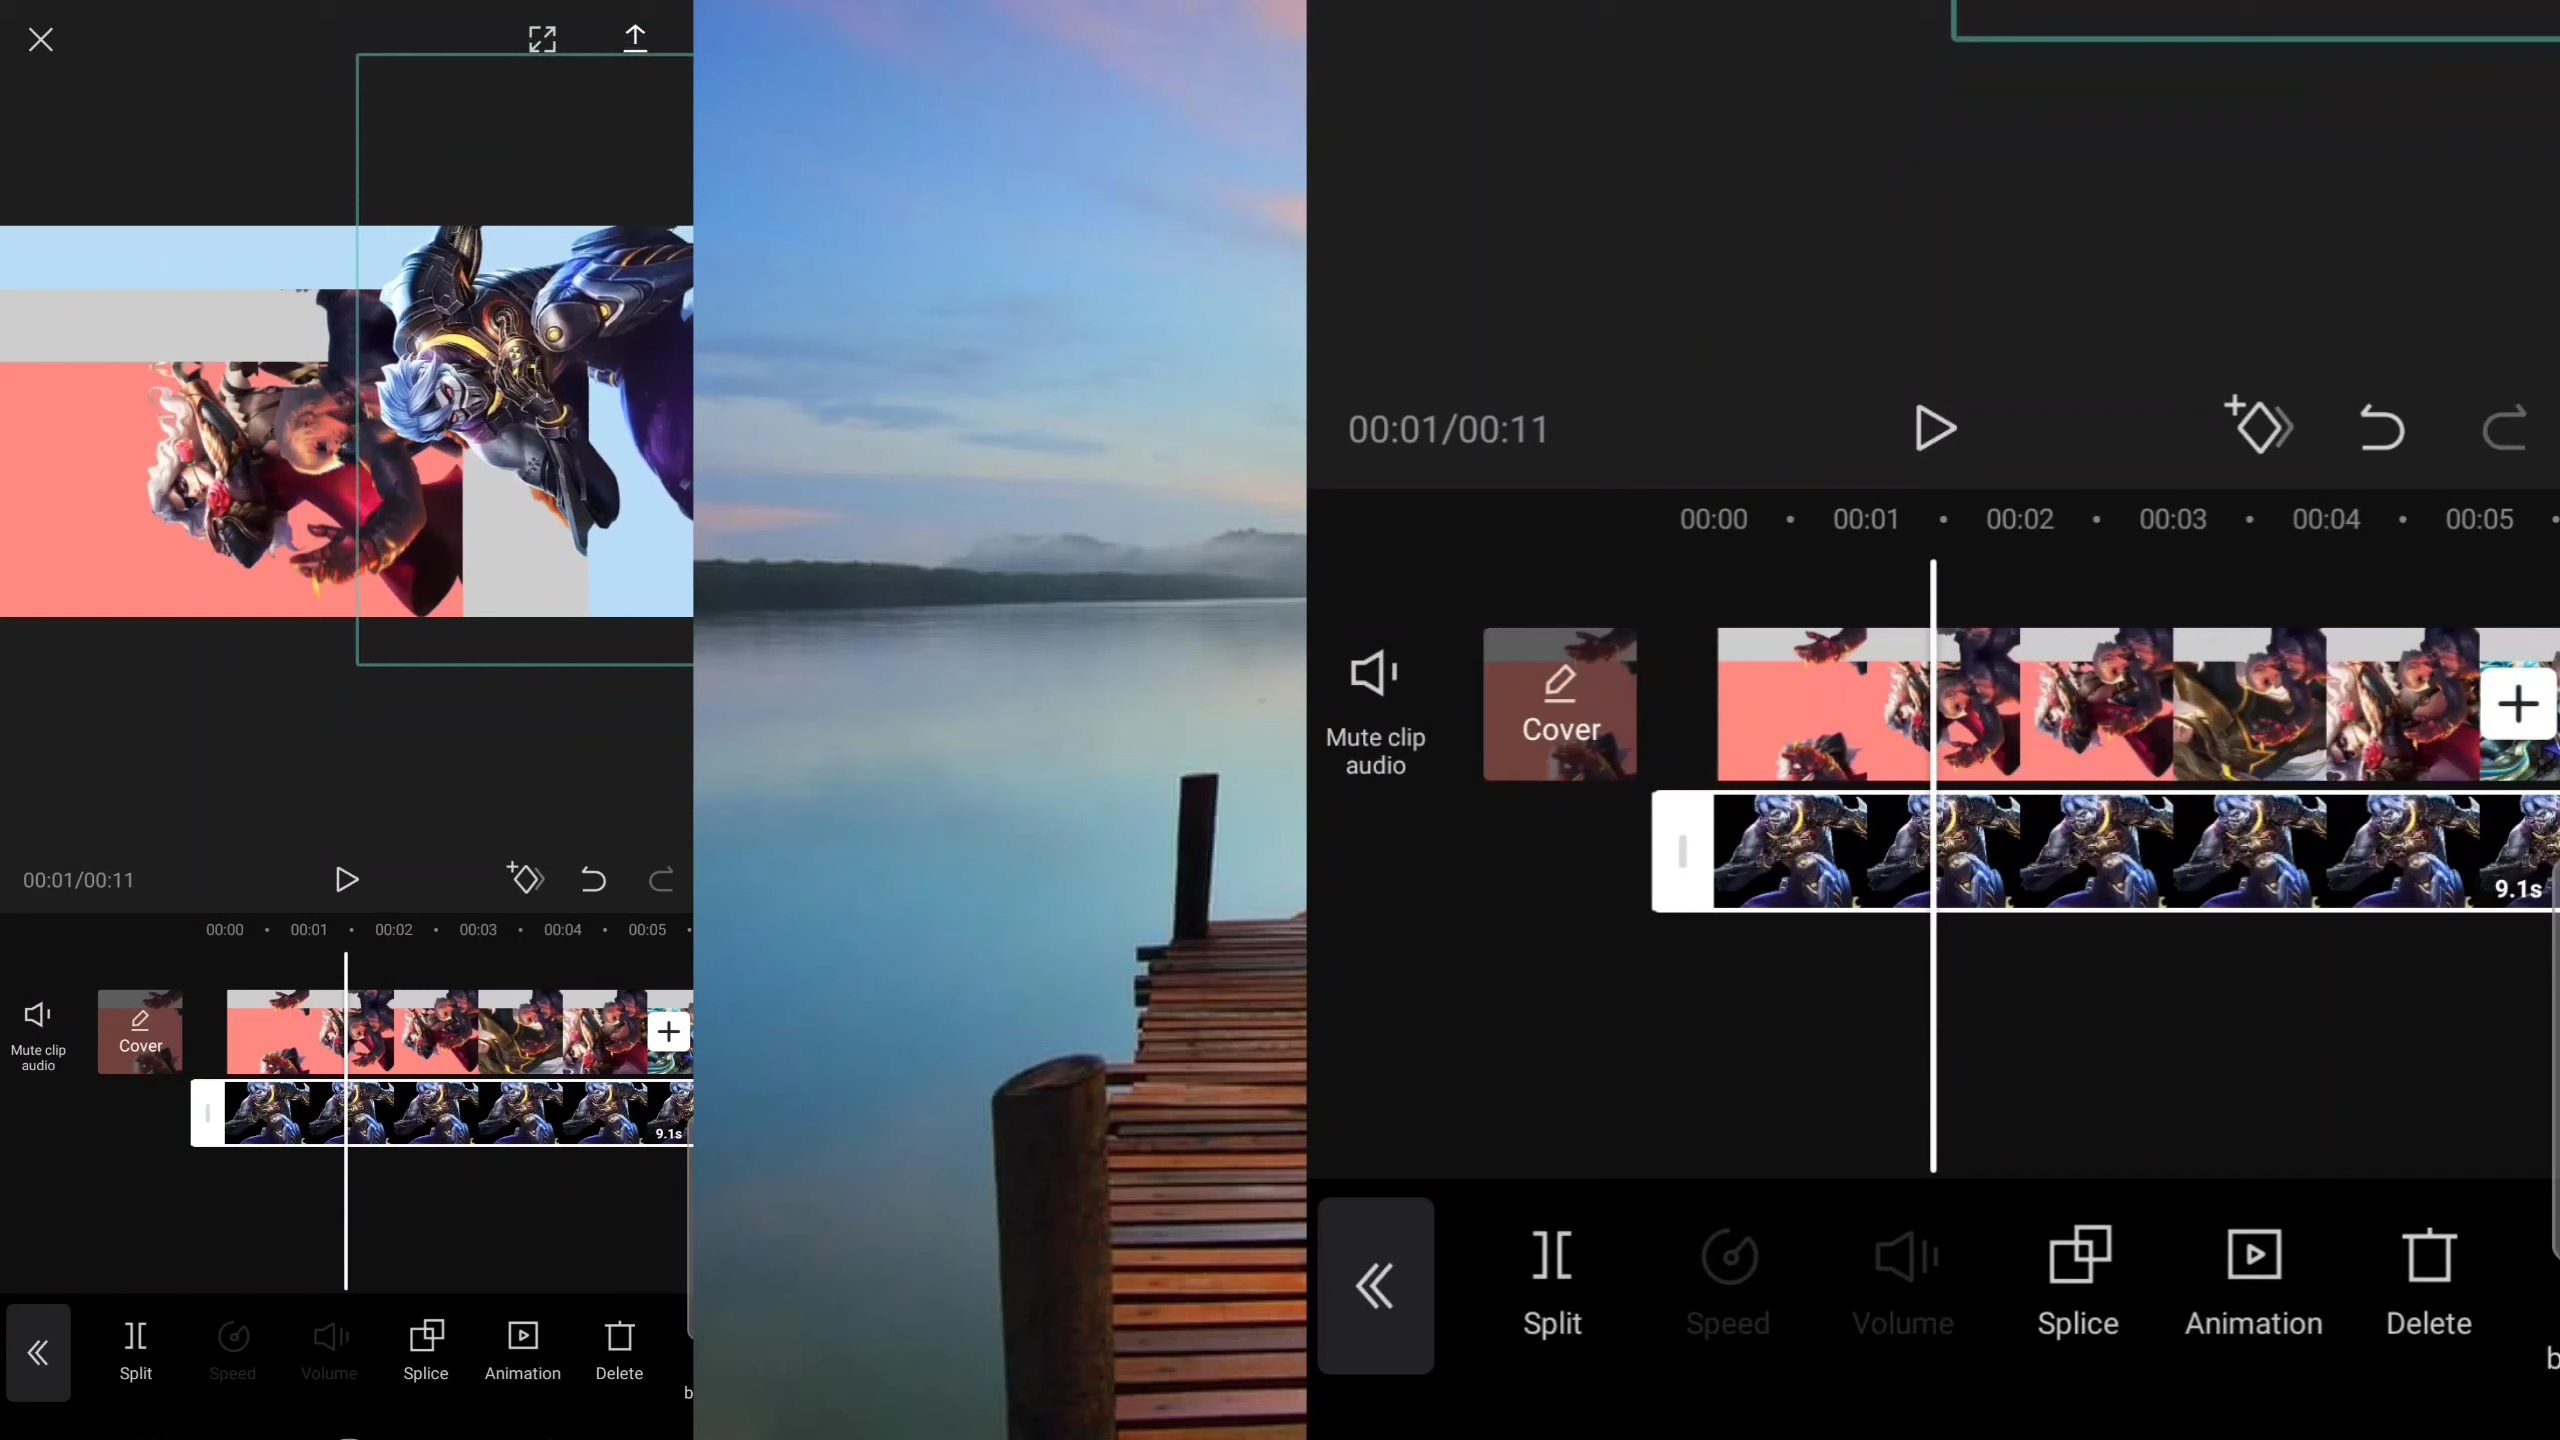 00:01/00:11
00:00 • 00:01 • 00:02 • 00:03 • 00:04 • 00:05 •
Mute clip
audio
Cover
9.1s
Split
Speed
Volume
Splice
Animation
Delete
b
00:01/00:11
00:00 • 00:01 • 00:02 • 00:03 • 00:04 • 00:05 •
Mute clip
audio
Cover
9.1s
Split
Speed
Volume
Splice
Animation
Delete
b